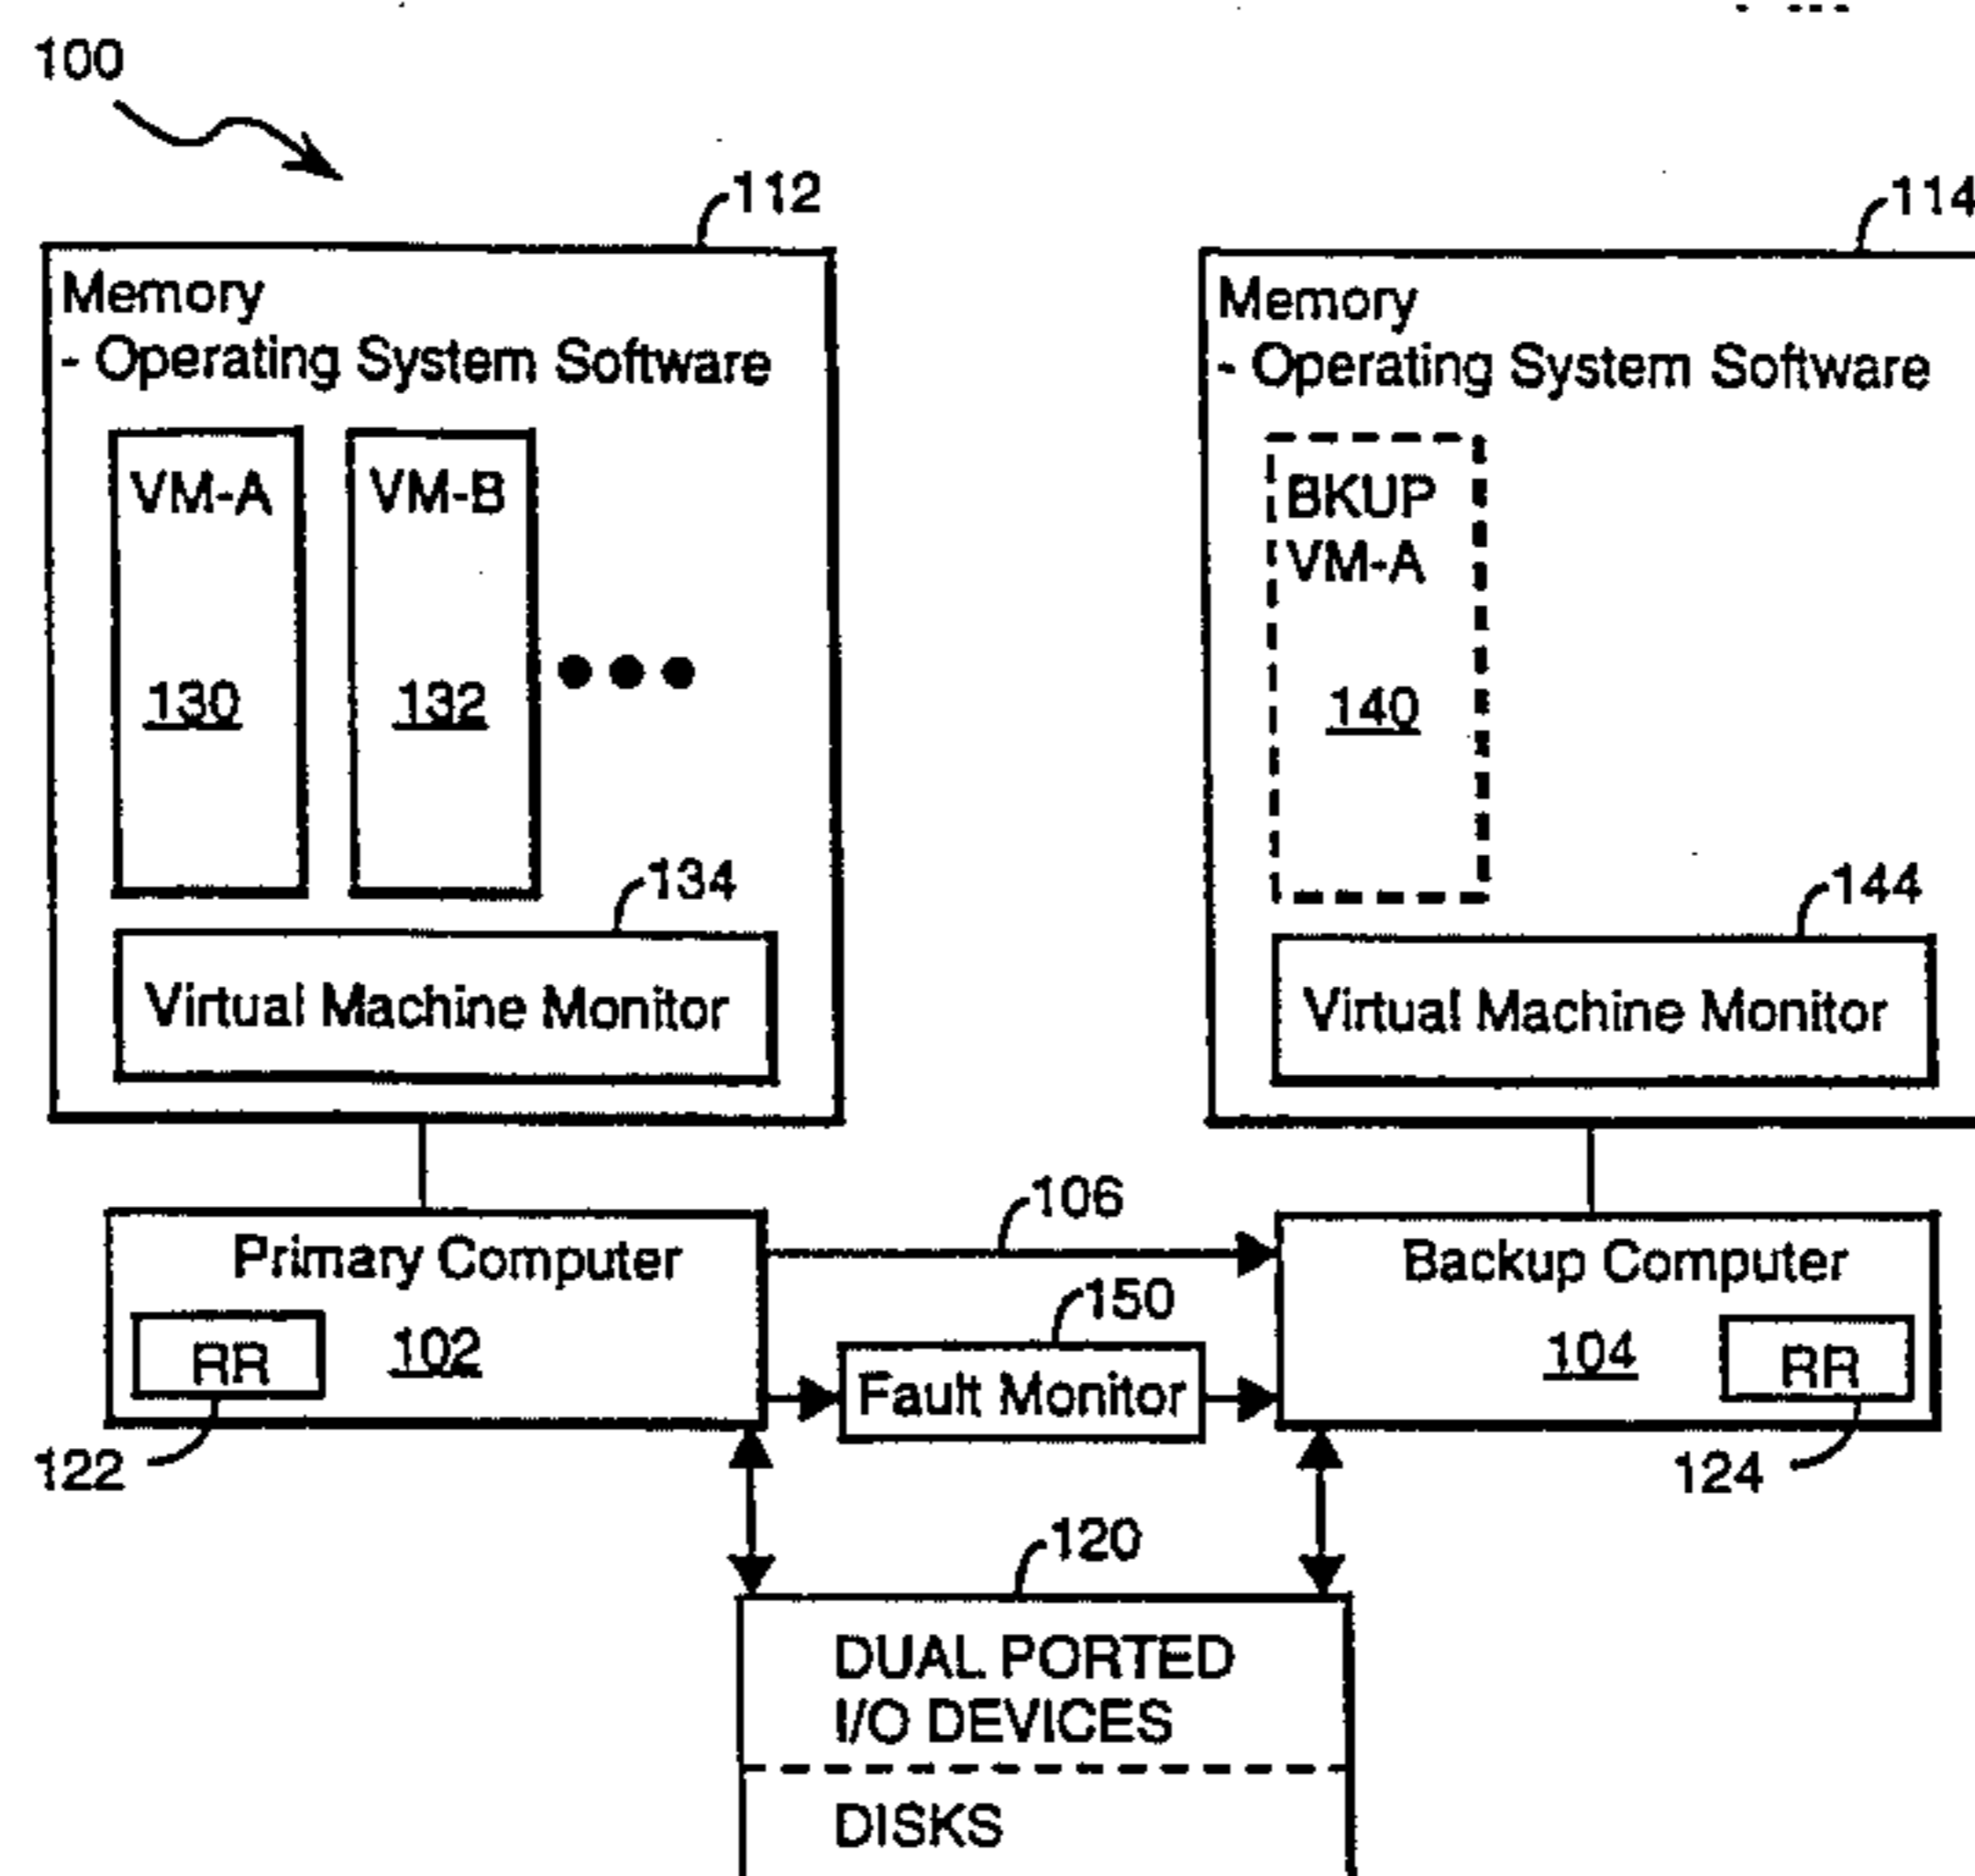 100
112
114
Memory
- Operating System Software
VM-A
VM-B
130
132
134
Virtual Machine Monitor
Memory
- Operating System Software
BKUP
VM-A
140
144
Virtual Machine Monitor
106
Primary Computer
RR
102
122
150
Fault Monitor
Backup Computer
104
RR
124
120
DUAL PORTED
I/O DEVICES
DISKS